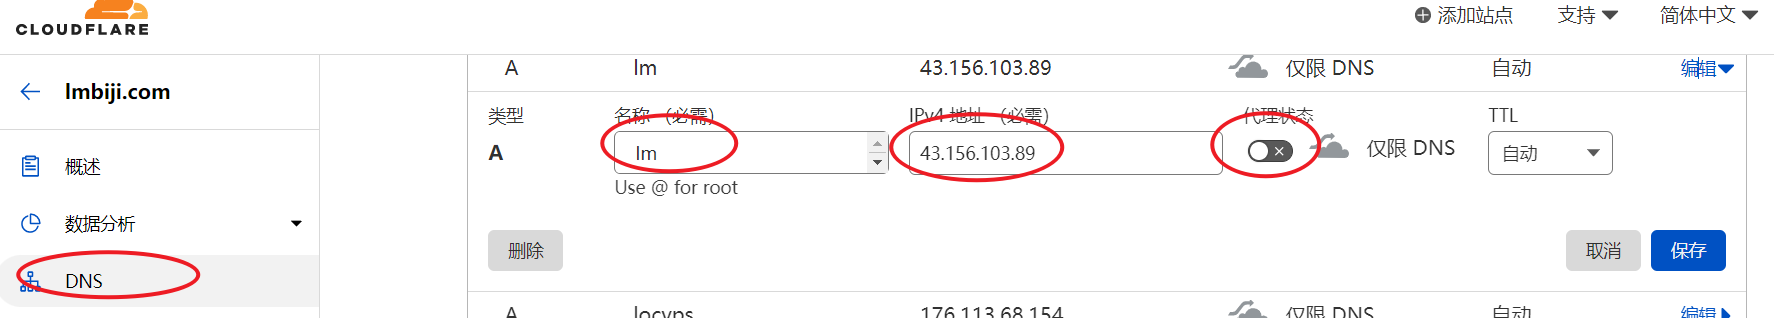 CLOUDFLARE
添加站点 支持 简体中文
lmbiji.com
概述
数据分析
DNS
A lm 43.156.103.89 仅限 DNS 自动 编辑
类型 名称 (必需) IPv4 地址 (必需) 代理状态 TTL
A lm 43.156.103.89 仅限 DNS 自动
Use @ for root
删除 取消 保存
A locvps 176.113.68.154 仅限 DNS 自动 编辑